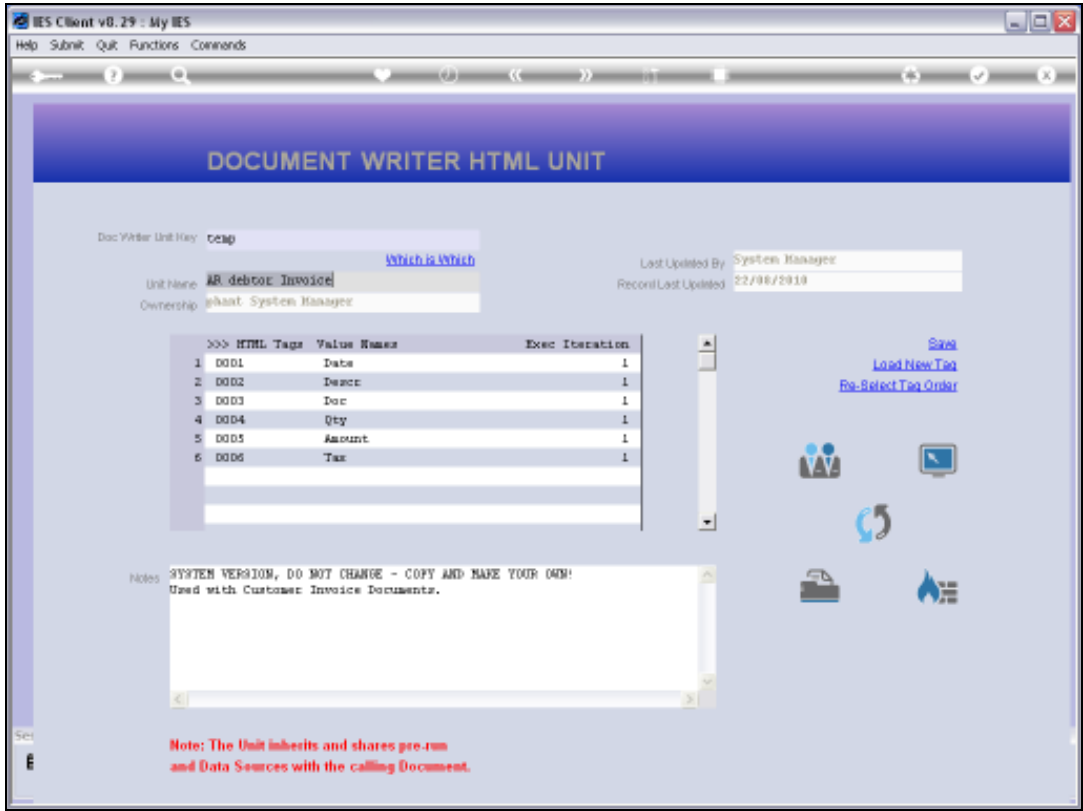 IES Client v8.29 : My IES
Help Submit Quit Functions Commands
DOCUMENT WRITER HTML UNIT
Doc Writer Unit Key temp
Which is Which
Last Updated By System Manager
Unit Name AR debtor Invoice
Record Last Updated 22/08/2010
Ownership phant System Manager
>>> HTML Tags Value Names Exec Iteration
1 D001 Date 1
2 D002 Descr 1
3 D003 Doc 1
4 D004 Qty 1
5 D005 Amount 1
6 D006 Tax 1
Save
Load New Tag
Re-Select Tag Order
Notes
SYSTEM VERSION, DO NOT CHANGE - COPY AND MAKE YOUR OWN!
Used with Customer Invoice Documents.
Note: The Unit inherits and shares pre-run
and Data Sources with the calling Document.